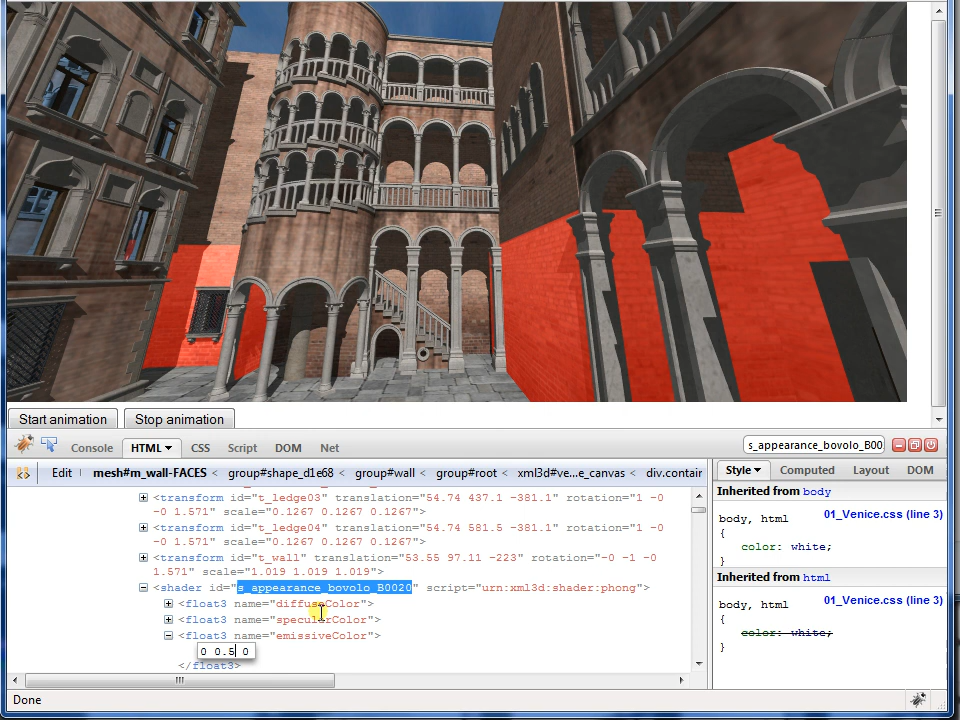 Start animation Stop animation
Console HTML CSS Script DOM Net s_appearance_bovolo_B00
Edit mesh#m_wall-FACES < group#shape_d1e68 < group#wall < group#root < xml3d#ve...e_canvas < div.contair
Style Computed Layout DOM
<transform id="t_ledge03" translation="54.74 437.1 -381.1" rotation="1 -0
-0 1.571" scale="0.1267 0.1267 0.1267">
<transform id="t_ledge04" translation="54.74 581.5 -381.1" rotation="1 -0
-0 1.571" scale="0.1267 0.1267 0.1267">
<transform id="t_wall" translation="53.55 97.11 -223" rotation="-0 -1 -0
1.571" scale="1.019 1.019 1.019">
<shader id="s_appearance_bovolo_B0020" script="urn:xml3d:shader:phong">
<float3 name="diffuseColor">
<float3 name="specularColor">
<float3 name="emissiveColor">
0 0.5 0
</float3>
Inherited from body
01_Venice.css (line 3)
body, html
{
color: white;
}
Inherited from html
01_Venice.css (line 3)
body, html
{
color: white;
}
Done